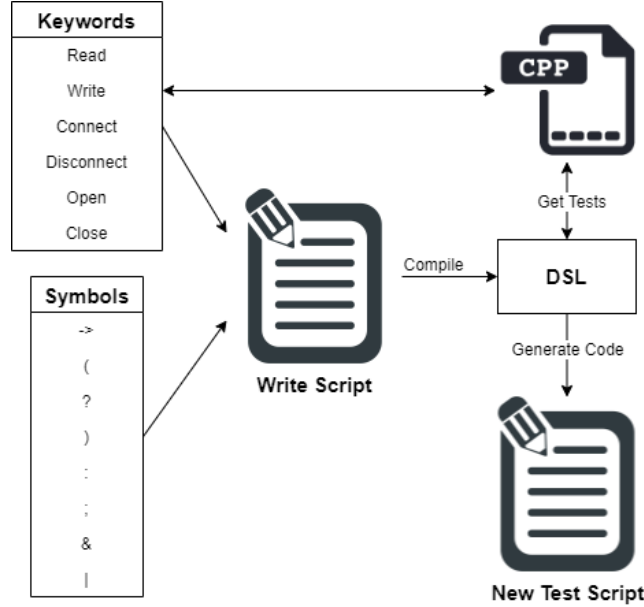 Keywords
Read
Write
Connect
Disconnect
Open
Close
CPP
Get Tests
Symbols
->
(
?
)
:
;
&
|
Write Script
Compile
DSL
Generate Code
New Test Script